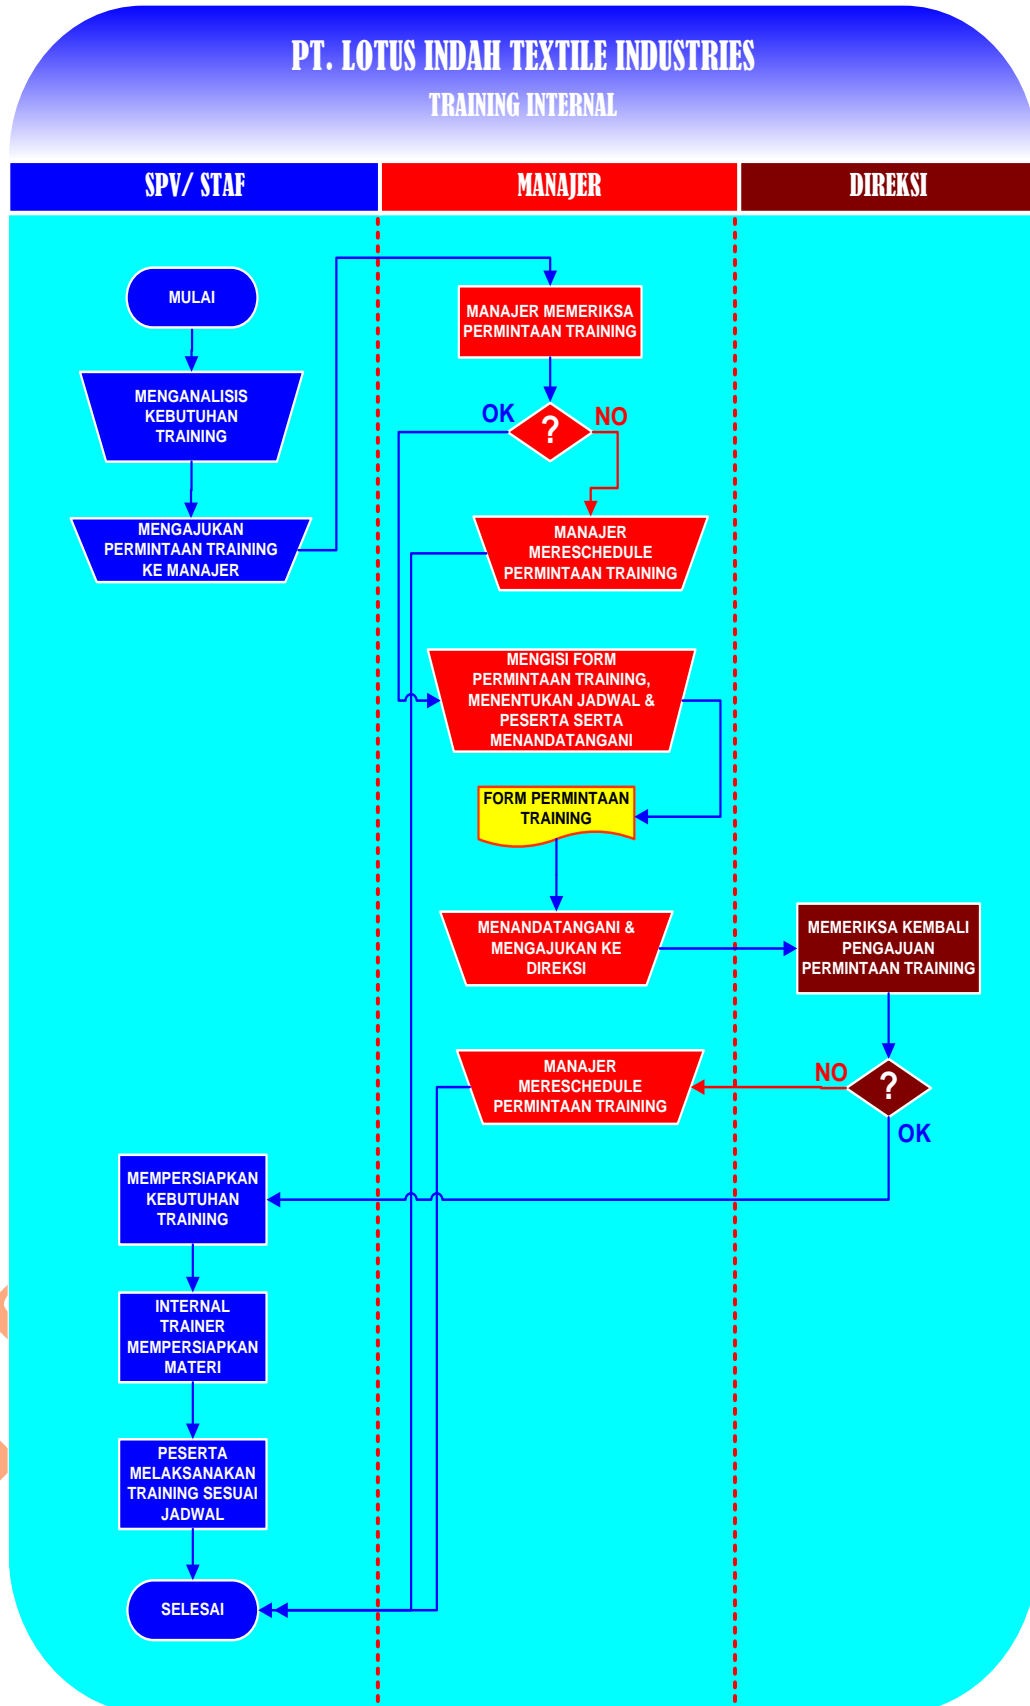 PT. LOTUS INDAH TEXTILE INDUSTRIES
TRAINING INTERNAL
SPV/ STAF
MANAJER
DIREKSI
MULAI
MENGANALISIS
KEBUTUHAN
TRAINING
MENGAJUKAN
PERMINTAAN TRAINING
KE MANAJER
MANAJER MEMERIKSA
PERMINTAAN TRAINING
OK
?
NO
MANAJER
MERESCHEDULE
PERMINTAAN TRAINING
MENGISI FORM
PERMINTAAN TRAINING,
MENENTUKAN JADWAL &
PESERTA SERTA
MENANDATANGANI
FORM PERMINTAAN
TRAINING
MENANDATANGANI &
MENGAJUKAN KE
DIREKSI
MEMERIKSA KEMBALI
PENGAJUAN
PERMINTAAN TRAINING
NO
?
OK
MANAJER
MERESCHEDULE
PERMINTAAN TRAINING
MEMPERSIAPKAN
KEBUTUHAN
TRAINING
INTERNAL
TRAINER
MEMPERSIAPKAN
MATERI
PESERTA
MELAKSANAKAN
TRAINING SESUAI
JADWAL
SELESAI